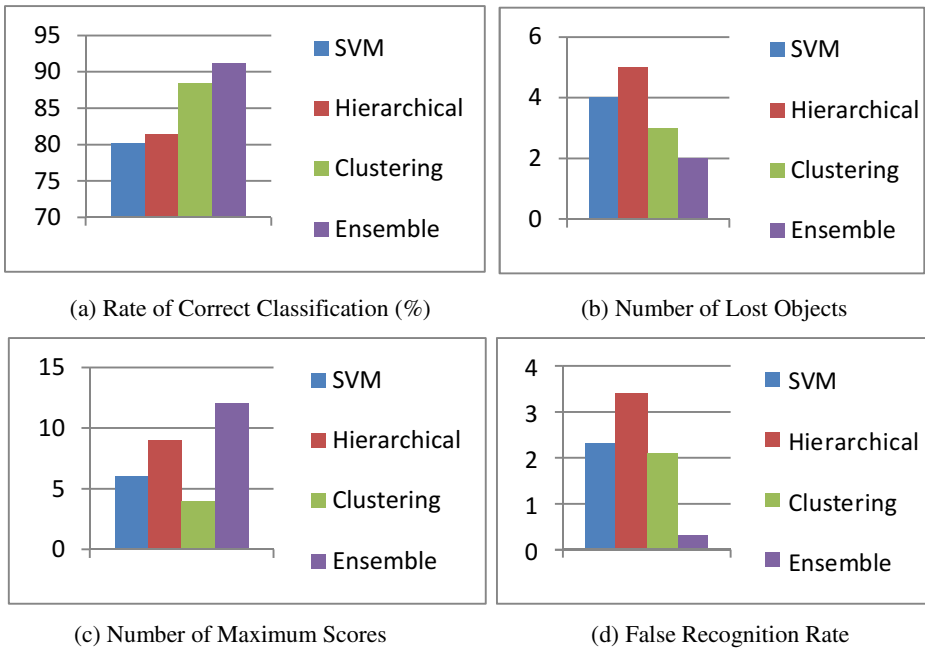 95
90
85
80
75
70
SVM
Hierarchical
Clustering
Ensemble
(a) Rate of Correct Classification (%)
6
4
2
0
SVM
Hierarchical
Clustering
Ensemble
(b) Number of Lost Objects
15
10
5
0
SVM
Hierarchical
Clustering
Ensemble
(c) Number of Maximum Scores
4
3
2
1
0
SVM
Hierarchical
Clustering
Ensemble
(d) False Recognition Rate